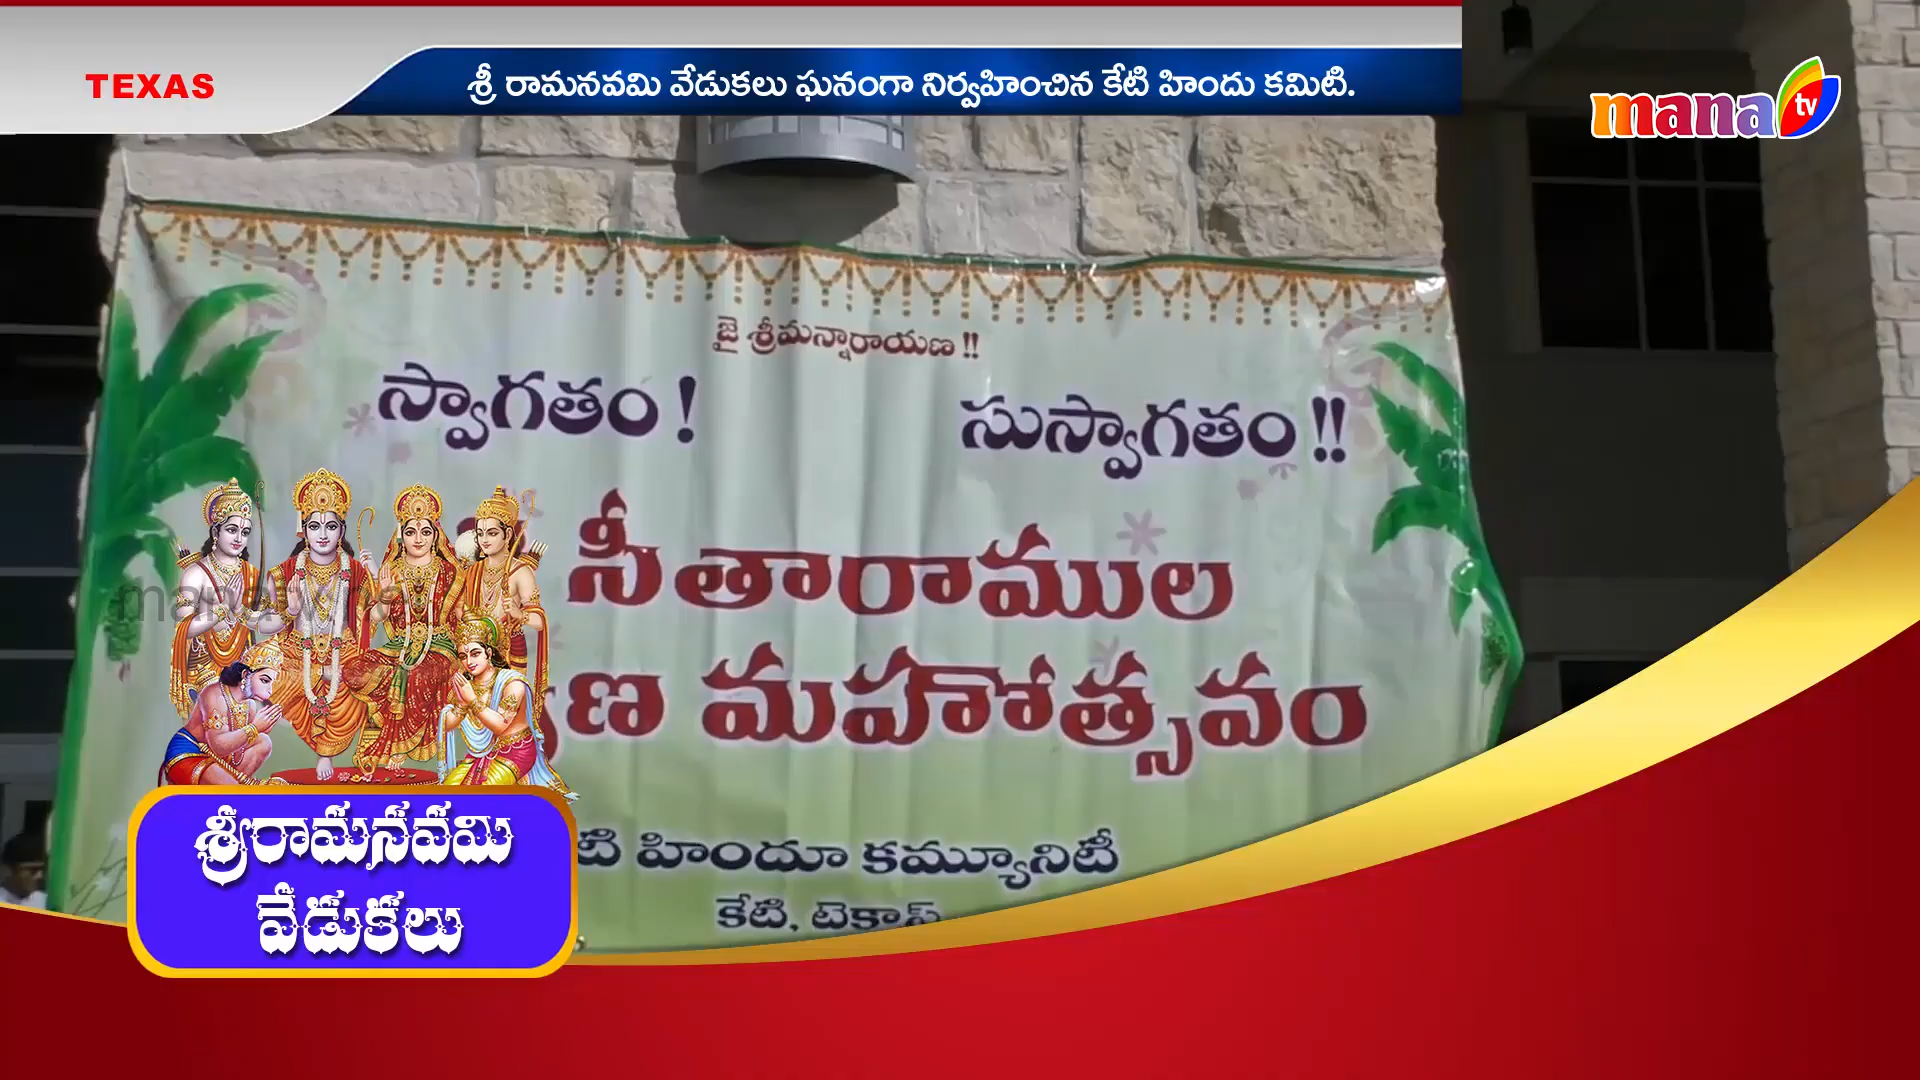 TEXAS
శ్రీ రామనవమి వేడుకలు ఘనంగా నిర్వహించిన కేటి హిందు కమిటి.
mana tv
జై శ్రీమన్నారాయణ !!
స్వాగతం ! సుస్వాగతం !!
సీతారాముల
మహోత్సవం
హిందూ కమ్యూనిటీ
కేటి, టెక్సాస్
శ్రీరామనవమి
వేడుకలు